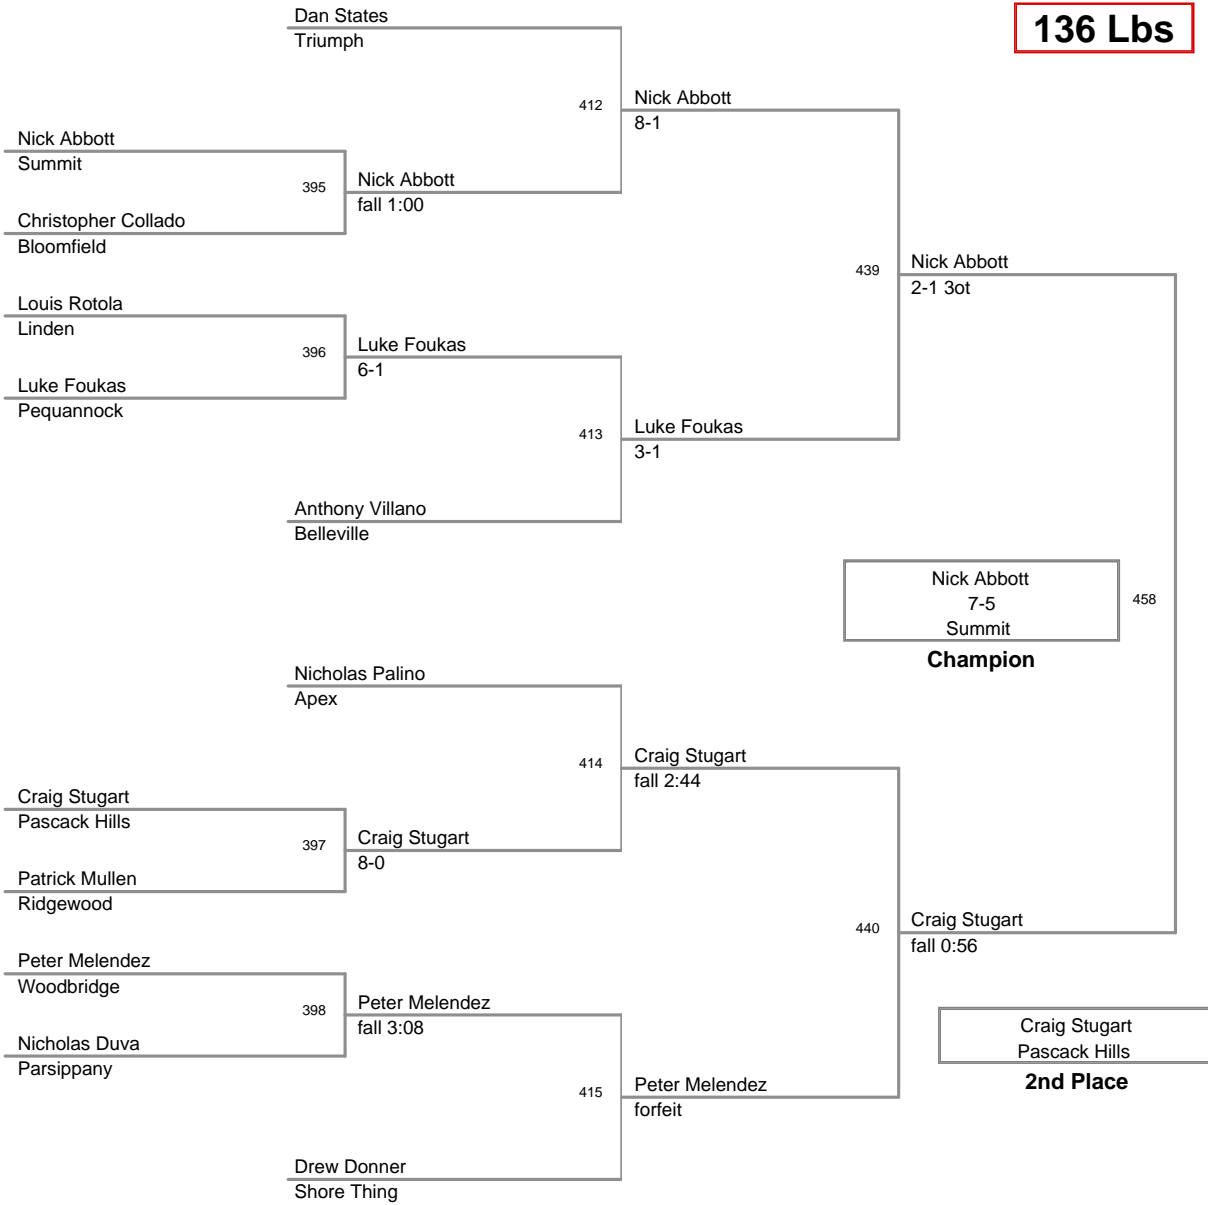 Dan States
Triumph
136 Lbs
412
Nick Abbott
8-1
Nick Abbott
Summit
395
Nick Abbott
fall 1:00
Christopher Collado
Bloomfield
439
Nick Abbott
2-1 3ot
Louis Rotola
Linden
396
Luke Foukas
6-1
Luke Foukas
Pequannock
413
Luke Foukas
3-1
Anthony Villano
Belleville
Nick Abbott
7-5
Summit
458
Champion
Nicholas Palino
Apex
414
Craig Stugart
fall 2:44
Craig Stugart
Pascack Hills
397
Craig Stugart
8-0
Patrick Mullen
Ridgewood
440
Craig Stugart
fall 0:56
Peter Melendez
Woodbridge
398
Peter Melendez
fall 3:08
Nicholas Duva
Parsippany
Craig Stugart
Pascack Hills
2nd Place
415
Peter Melendez
forfeit
Drew Donner
Shore Thing